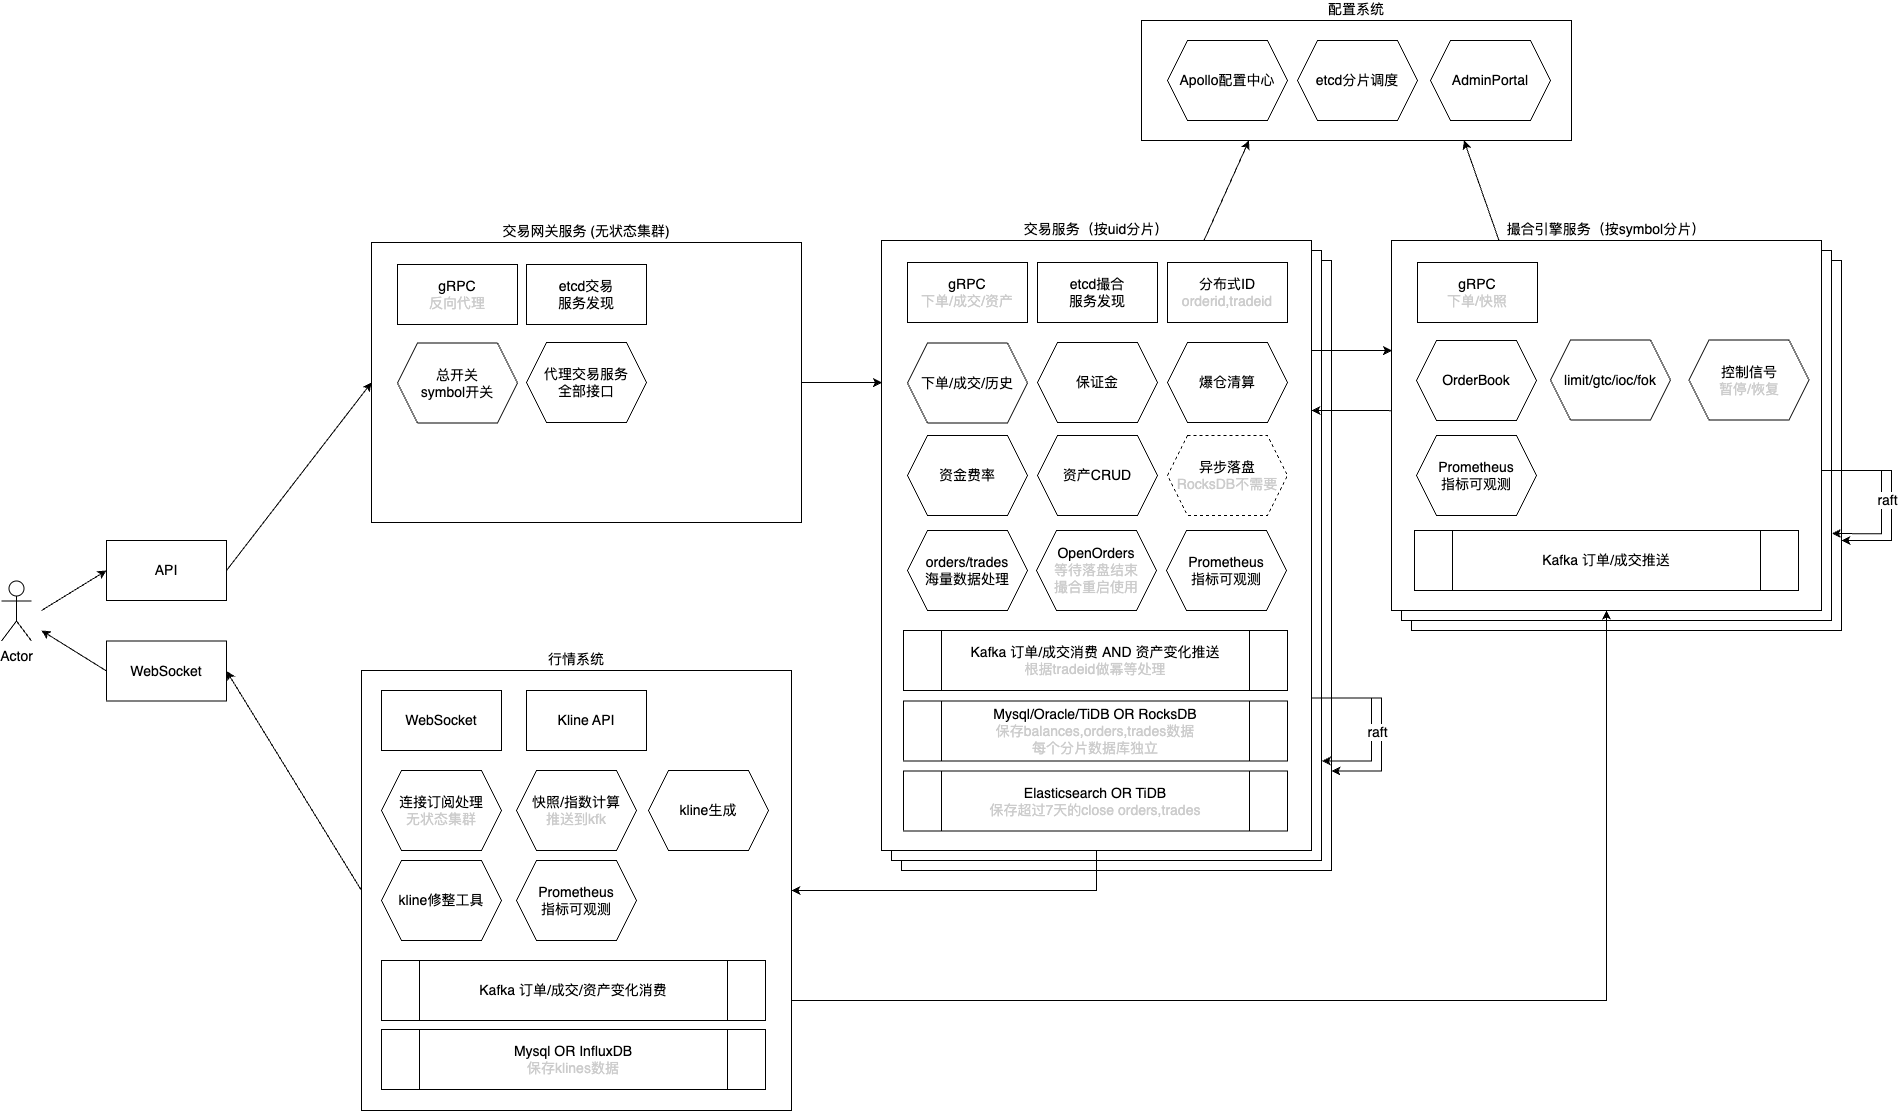 配置系统
Apollo配置中心
etcd分片调度
AdminPortal
交易网关服务 (无状态集群)
gRPC
反向代理
etcd交易
服务发现
总开关
symbol开关
代理交易服务
全部接口
交易服务（按uid分片）
gRPC
下单/成交/资产
etcd撮合
服务发现
分布式ID
orderid,tradeid
下单/成交/历史
保证金
爆仓清算
资金费率
资产CRUD
异步落盘
RocksDB不需要
orders/trades
海量数据处理
OpenOrders
等待落盘结束
撮合重启使用
Prometheus
指标可观测
Kafka 订单/成交消费 AND 资产变化推送
根据tradeid做幂等处理
Mysql/Oracle/TiDB OR RocksDB
保存balances,orders,trades数据
每个分片数据库独立
Elasticsearch OR TiDB
保存超过7天的close orders,trades
raft
撮合引擎服务（按symbol分片）
gRPC
下单/快照
OrderBook
limit/gtc/ioc/fok
控制信号
暂停/恢复
Prometheus
指标可观测
Kafka 订单/成交推送
raft
API
WebSocket
Actor
行情系统
WebSocket
Kline API
连接订阅处理
无状态集群
快照/指数计算
推送到kfk
kline生成
kline修整工具
Prometheus
指标可观测
Kafka 订单/成交/资产变化消费
Mysql OR InfluxDB
保存klines数据